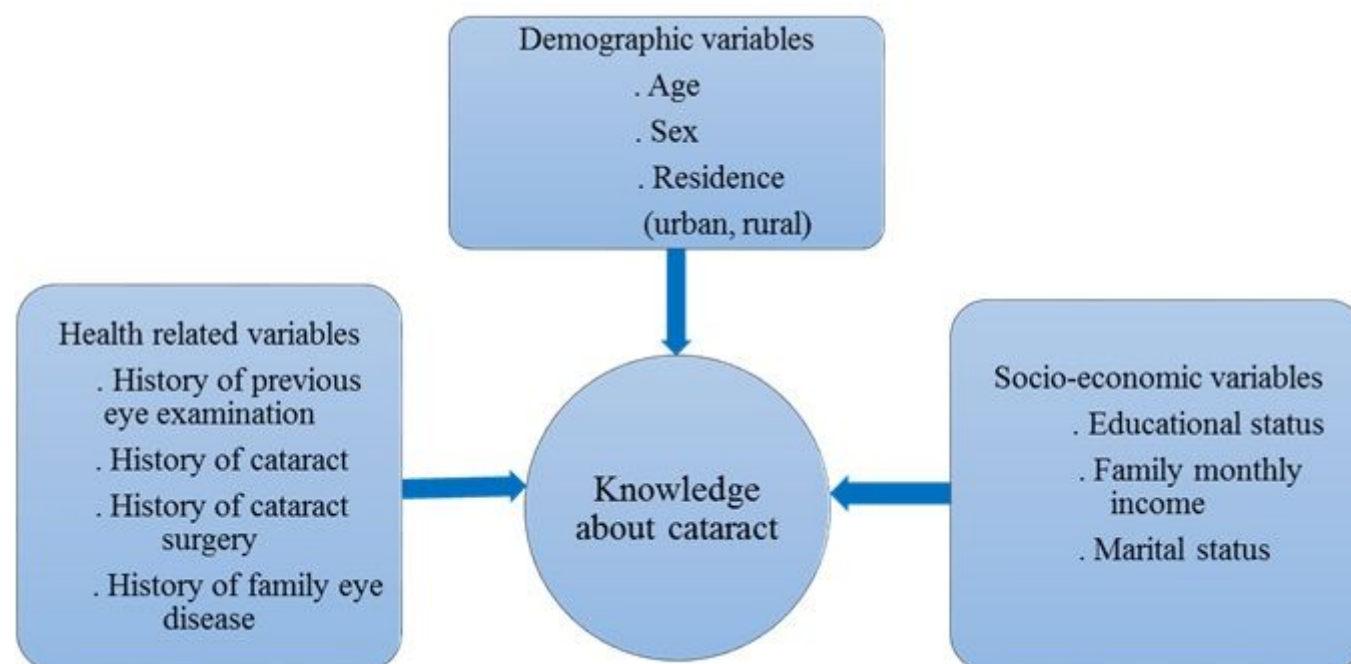 Demographic variables
. Age
. Sex
. Residence
(urban, rural)
Health related variables
. History of previous
eye examination
. History of cataract
. History of cataract
surgery
. History of family eye
disease
Knowledge
about cataract
Socio-economic variables
. Educational status
. Family monthly
income
. Marital status